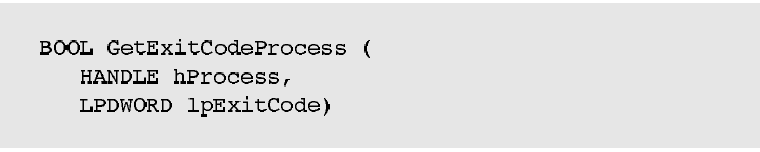 BOOL GetExitCodeProcess (
HANDLE hProcess,
LPDWORD lpExitCode)